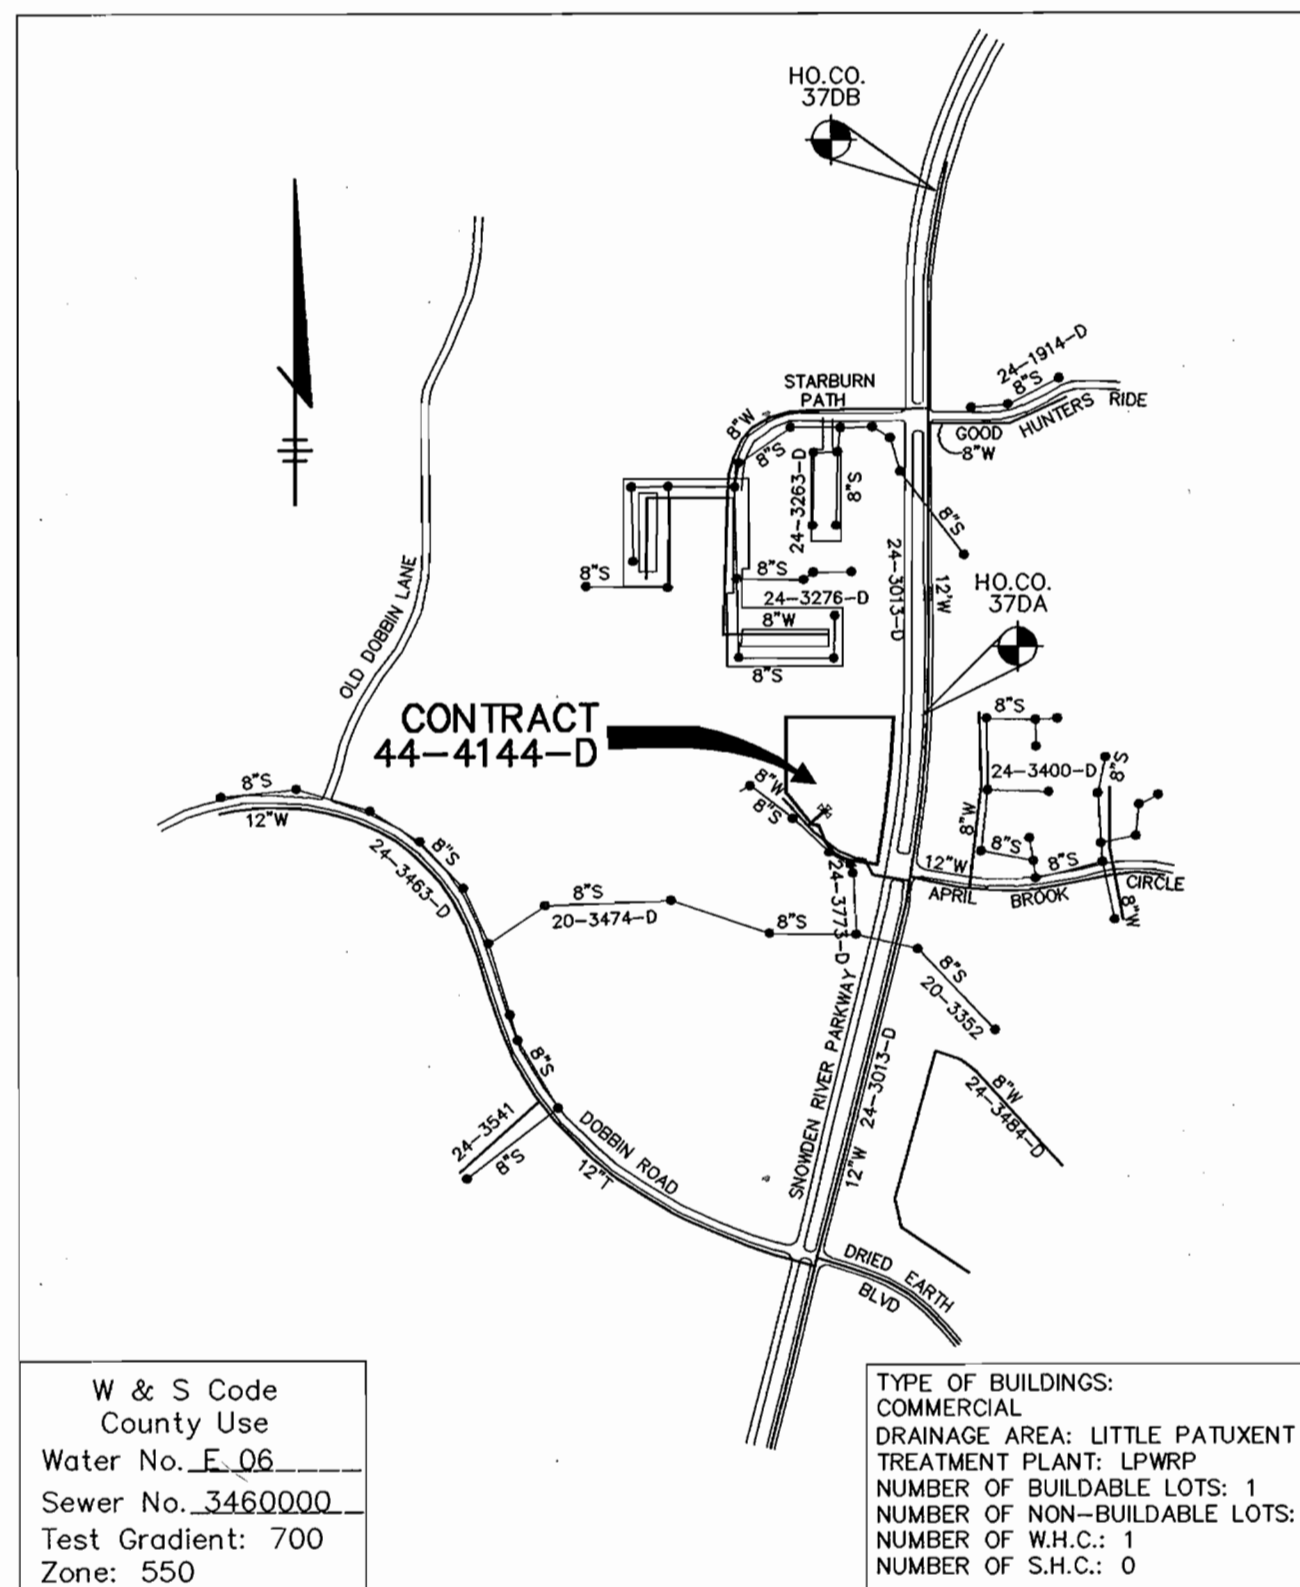 HO.CO.
37DB
24-1914-D
8"S
STARBURN
PATH
GOOD HUNTERS RIDE
8"W
8"W
8"S
24-3263-D
8"S
8"S
24-3013-D
12"W
HO.CO.
37DA
8"S
8"S
24-3276-D
8"W
8"S
OLD DOBBIN LANE
CONTRACT
44-4144-D
8"W
8"S
8"S
24-3400-D
8"S
8"W
8"S
8"S
8"W
12"W
APRIL BROOK CIRCLE
8"S
12"W
24-3463-D
8"S
8"S
20-3474-D
8"S
24-3773-D
8"S
20-3352
SNOWDEN RIVER PARKWAY
12"W 24-3013-D
8"W
24-3484-D
8"S
24-3541
8"S
DOBBIN ROAD
12"T
DRIED EARTH
BLVD
W & S Code
County Use
Water No. E 06
Sewer No. 3460000
Test Gradient: 700
Zone: 550
TYPE OF BUILDINGS:
COMMERCIAL
DRAINAGE AREA: LITTLE PATUXENT
TREATMENT PLANT: LPWRP
NUMBER OF BUILDABLE LOTS: 1
NUMBER OF NON-BUILDABLE LOTS:
NUMBER OF W.H.C.: 1
NUMBER OF S.H.C.: 0